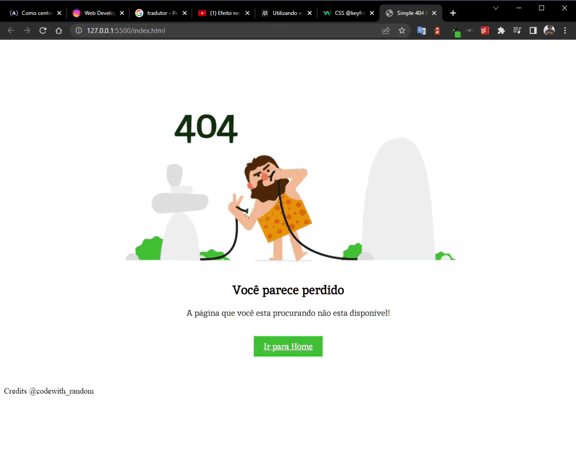 Como cento
Web Develo
tradutor - P
(1) Efeito m
Utilizando v
CSS @keyfr
Simple 404
127.0.0.1:5500/index.html
404
Você parece perdido
A página que você esta procurando não esta disponível!
Ir para Home
Credits @codewith_random